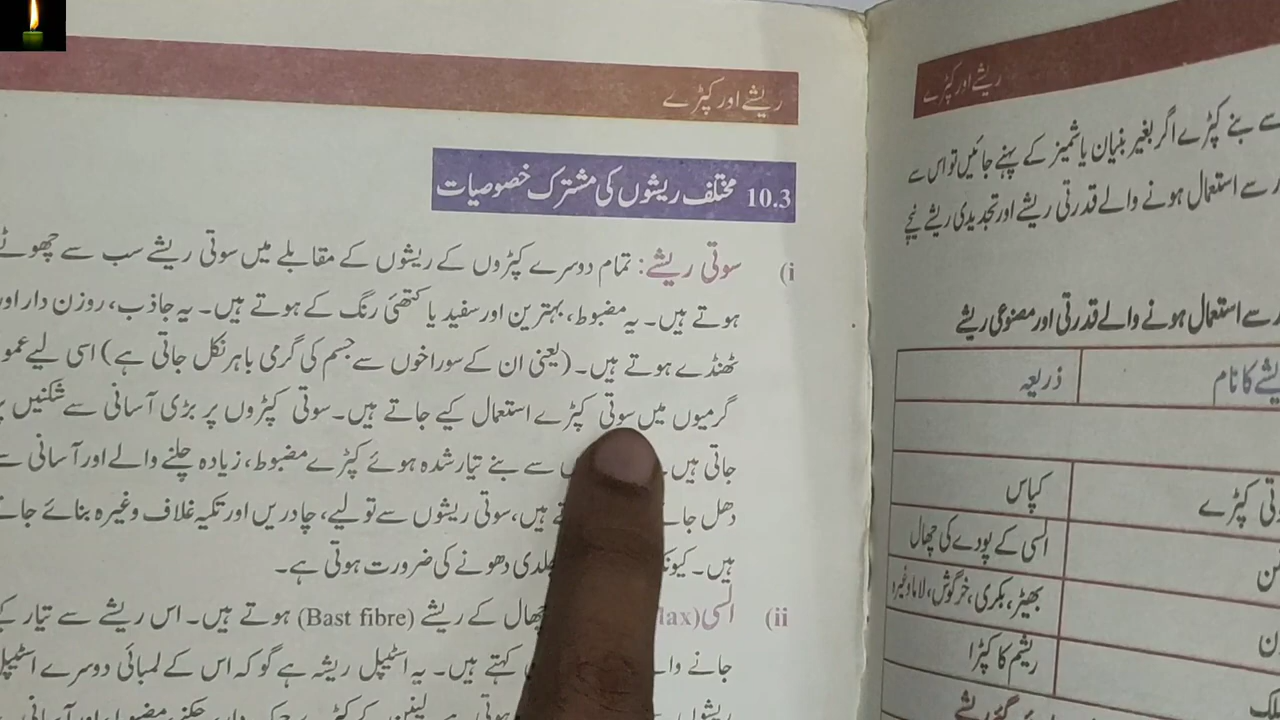 ریشے اور کپڑے
10.3 مختلف ریشوں کی مشترک خصوصیات
(i سوتی ریشے: تمام دوسرے کپڑوں کے ریشوں کے مقابلے میں سوتی ریشے سب سے چھوٹے
ہوتے ہیں۔ یہ مضبوط، بہترین اور سفید یا کتھئی رنگ کے ہوتے ہیں۔ یہ جاذب، روزن دار اور
ٹھنڈے ہوتے ہیں۔ (یعنی ان کے سوراخوں سے جسم کی گرمی باہر نکل جاتی ہے) اسی لیے
گرمیوں میں سوتی کپڑے استعمال کیے جاتے ہیں۔ سوتی کپڑوں پر بڑی آسانی سے شکنیں
جاتی ہیں۔ سے بنے تیار شدہ ہوئے کپڑے مضبوط، زیادہ چلنے والے اور آسانی سے
دھل ہیں، سوتی ریشوں سے تولیے، چادریں اور تکیہ غلاف وغیرہ بنائے جاتے
ہیں۔ جلدی دھونے کی ضرورت ہوتی ہے۔
(ii السی چھال کے ریشے (Bast fibre) ہوتے ہیں۔ اس ریشے سے تیار کیے
جانے کہتے ہیں۔ یہ اسٹیپل ریشہ ہے گو کہ اس کے لمبائی دوسرے اسٹیپل
ریشے اور کپڑے
سے بنے کپڑے اگر بغیر بنیان یا شمیز کے پہنے جائیں تو اس سے
سے استعمال ہونے والے قدرتی ریشے اور تجدیدی ریشے نیچے
سے استعمال ہونے والے قدرتی اور مصنوعی ریشے
ریشے کا نام ذریعہ
کپڑے کپاس
السی کے پودے کی چھال
بھیڑ، بکری، خرگوش، لاما وغیرہ
ریشم کا کپڑا